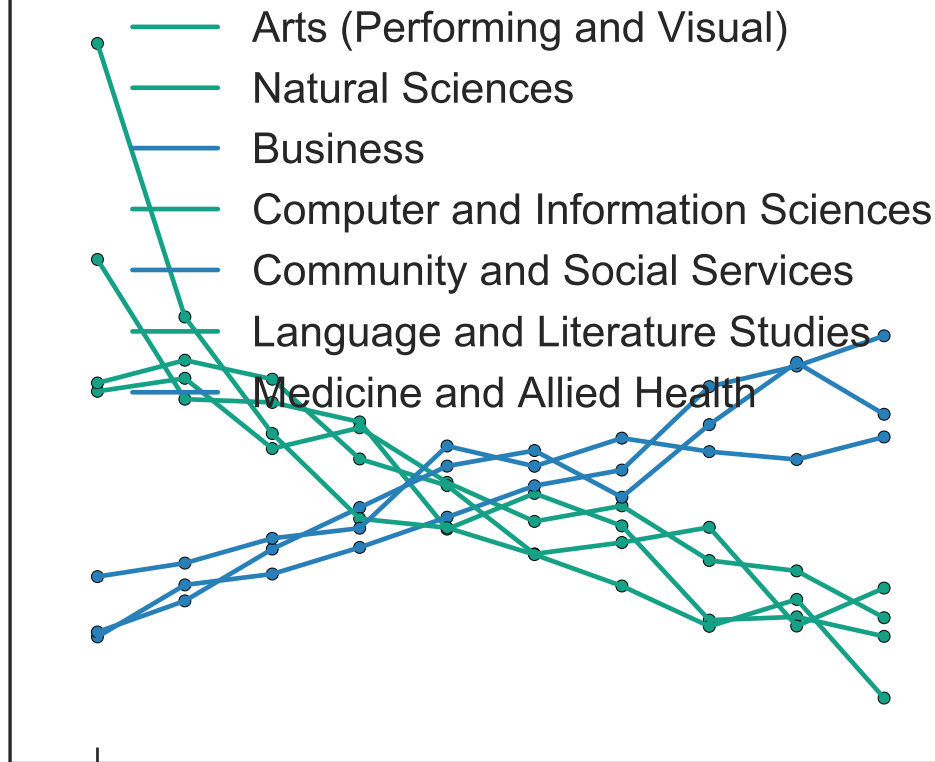 Arts (Performing and Visual)
Natural Sciences
Business
Computer and Information Sciences
Community and Social Services
Language and Literature Studies
Medicine and Allied Health